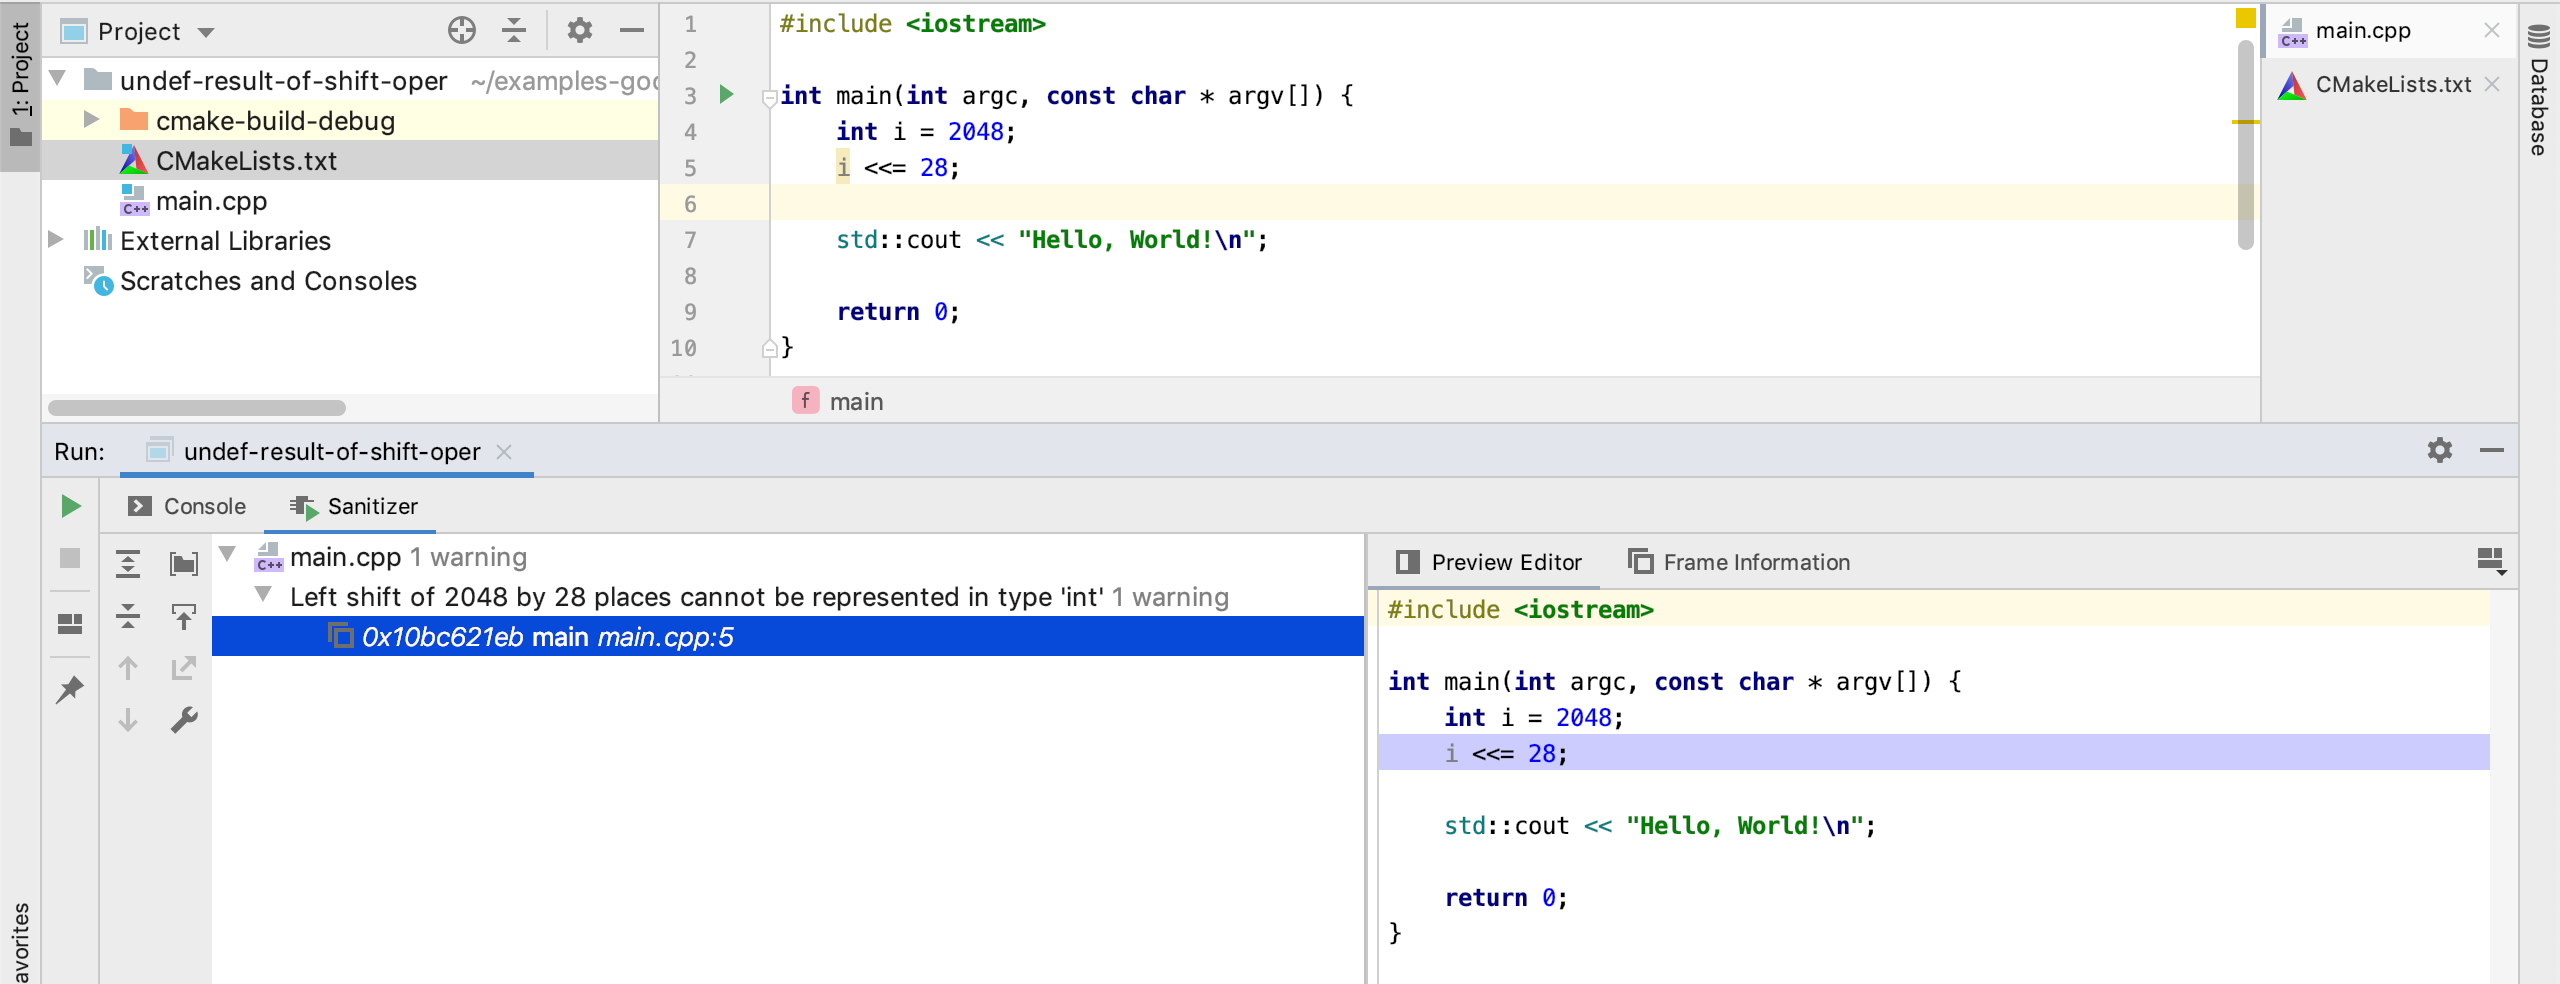 1: Project
Project
undef-result-of-shift-oper ~/examples-goo
cmake-build-debug
CMakeLists.txt
C++ main.cpp
External Libraries
Scratches and Consoles
1 #include <iostream>
2
3 int main(int argc, const char * argv[]) {
4 int i = 2048;
5 i <<= 28;
6
7 std::cout << "Hello, World!\n";
8
9 return 0;
10 }
f main
C++ main.cpp
CMakeLists.txt
Database
Run: undef-result-of-shift-oper
Console Sanitizer
C++ main.cpp 1 warning
Left shift of 2048 by 28 places cannot be represented in type 'int' 1 warning
0x10bc621eb main main.cpp:5
Preview Editor Frame Information
#include <iostream>
int main(int argc, const char * argv[]) {
int i = 2048;
i <<= 28;
std::cout << "Hello, World!\n";
return 0;
}
avorites